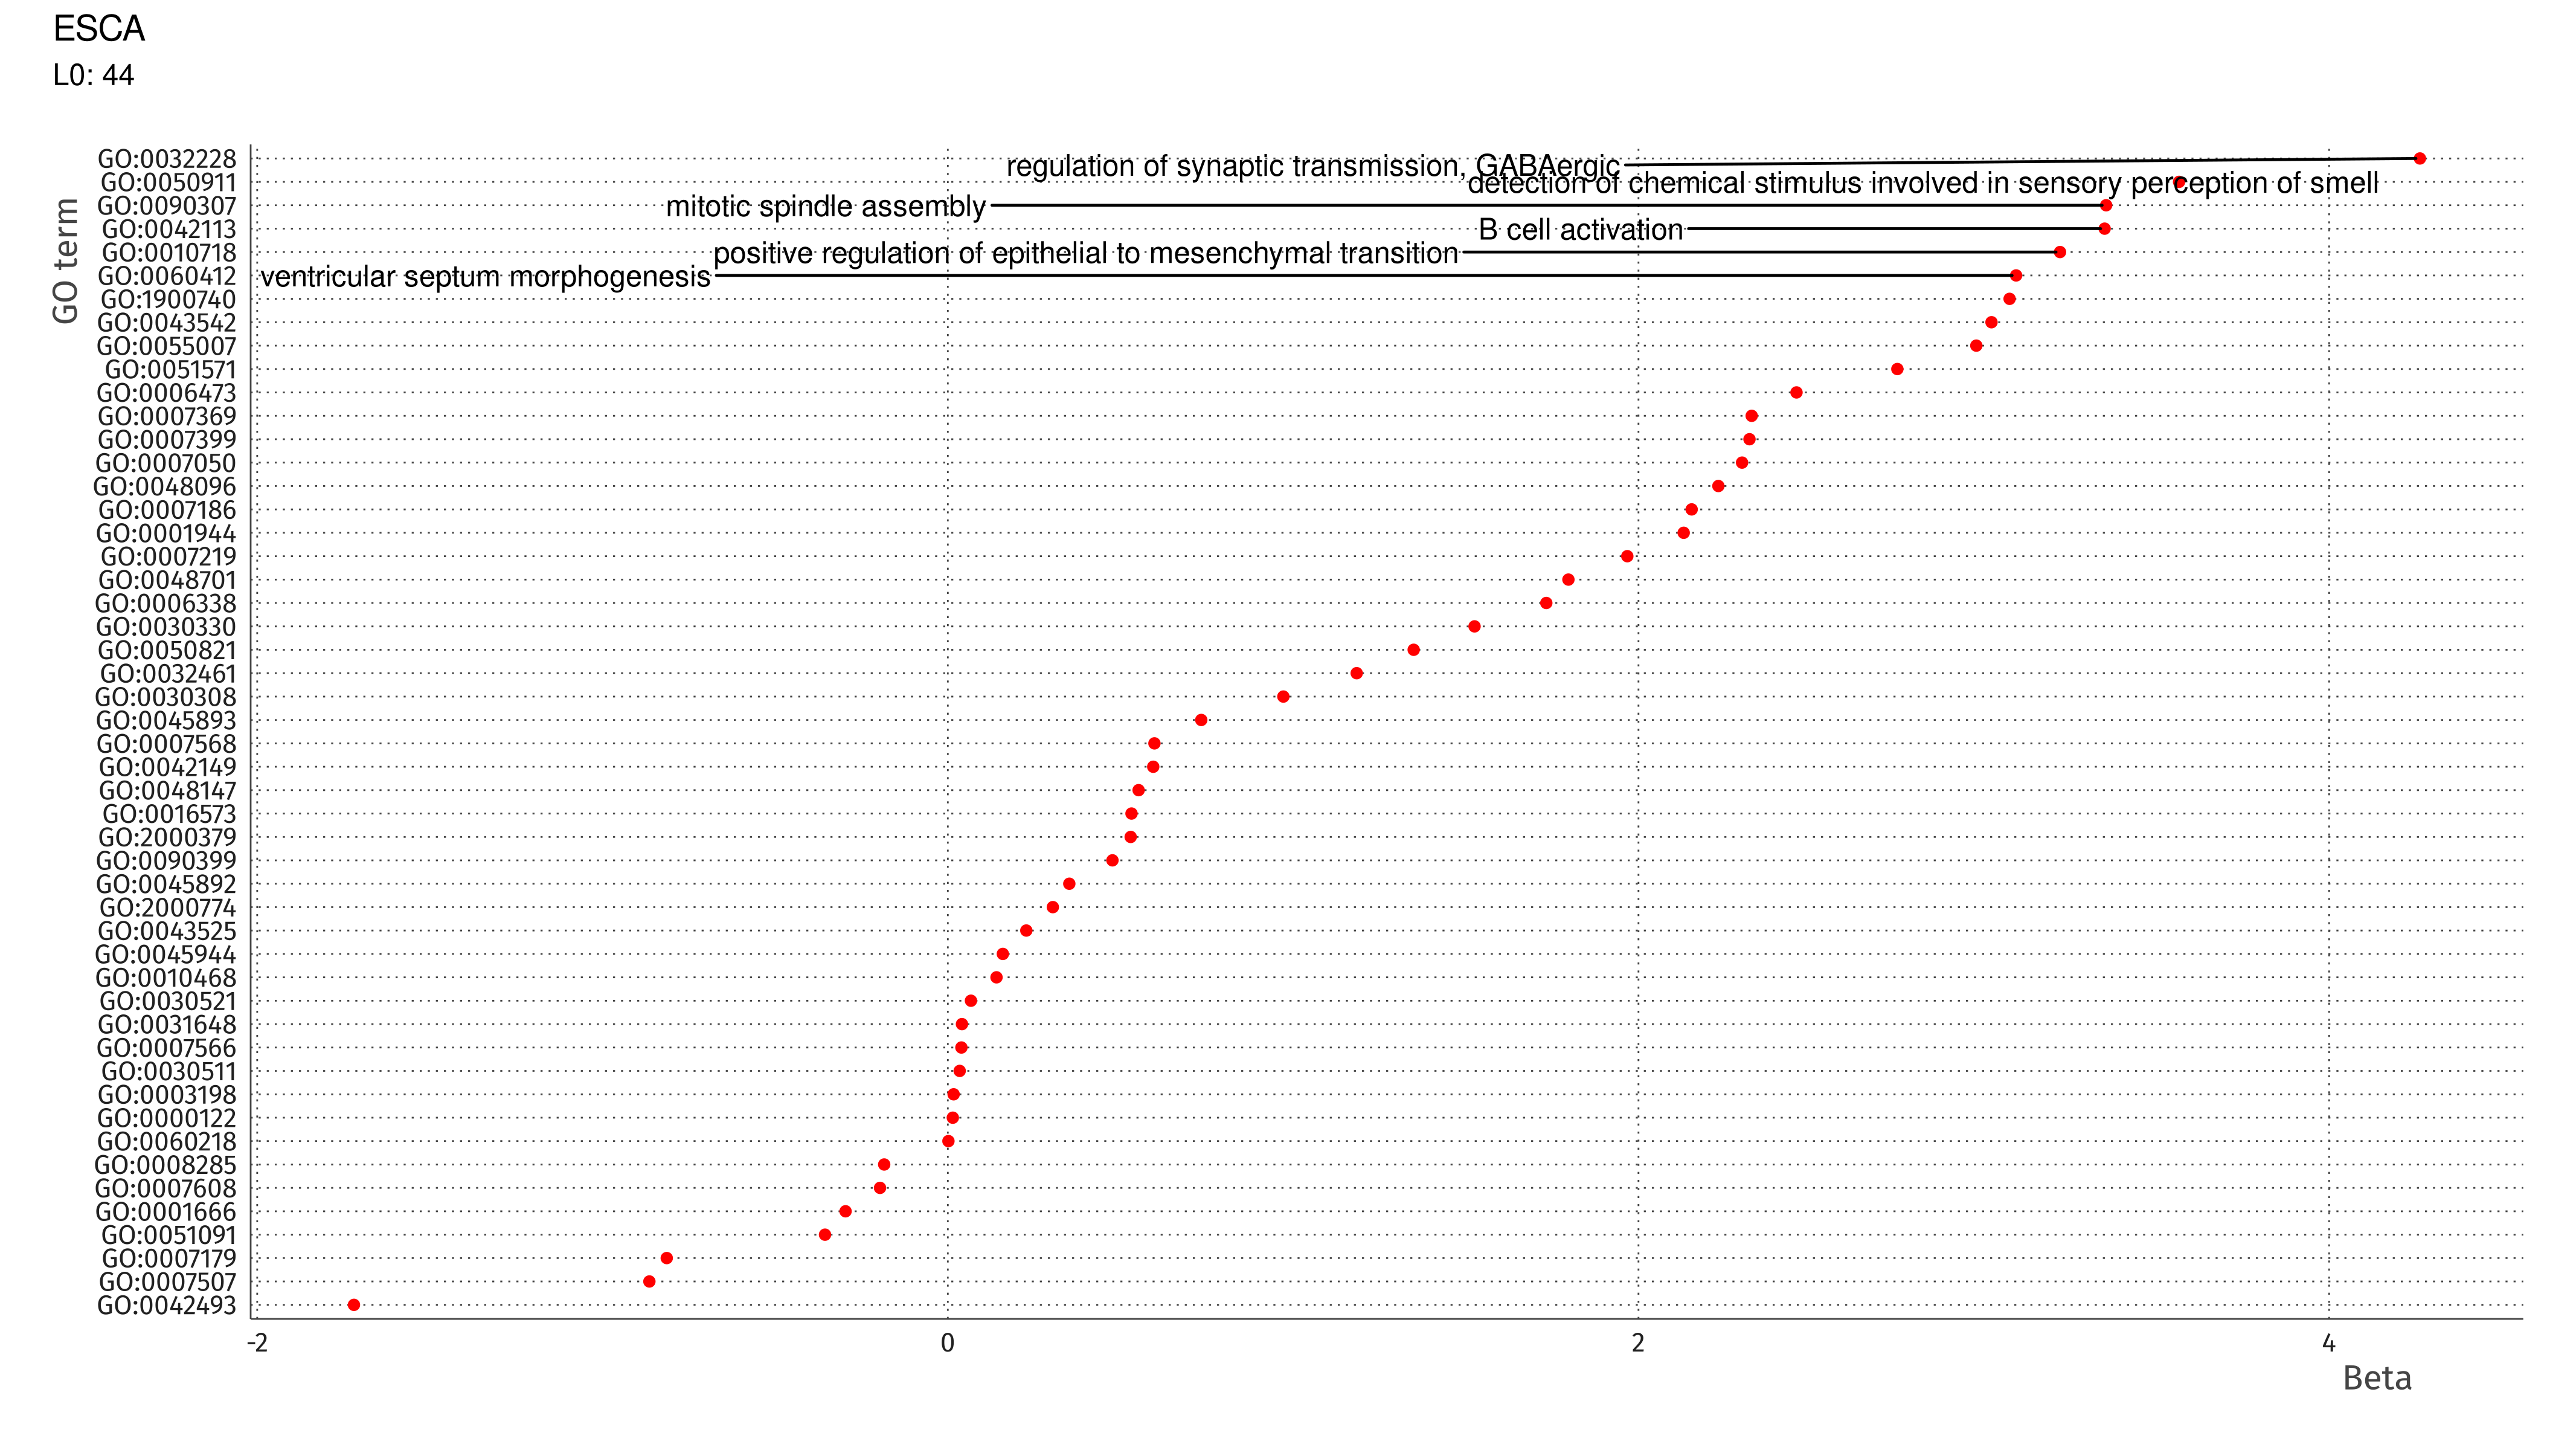 ESCA
L0: 44
GO term
GO:0032228
regulation of synaptic transmission, GABAergic
GO:0050911
detection of chemical stimulus involved in sensory perception of smell
GO:0090307
mitotic spindle assembly
GO:0042113
B cell activation
GO:0010718
positive regulation of epithelial to mesenchymal transition
GO:0060412
ventricular septum morphogenesis
GO:1900740
GO:0043542
GO:0055007
GO:0051571
GO:0006473
GO:0007369
GO:0007399
GO:0007050
GO:0048096
GO:0007186
GO:0001944
GO:0007219
GO:0048701
GO:0006338
GO:0030330
GO:0050821
GO:0032461
GO:0030308
GO:0045893
GO:0007568
GO:0042149
GO:0048147
GO:0016573
GO:2000379
GO:0090399
GO:0045892
GO:2000774
GO:0043525
GO:0045944
GO:0010468
GO:0030521
GO:0031648
GO:0007566
GO:0030511
GO:0003198
GO:0000122
GO:0060218
GO:0008285
GO:0007608
GO:0001666
GO:0051091
GO:0007179
GO:0007507
GO:0042493
-2 0 2 4
Beta